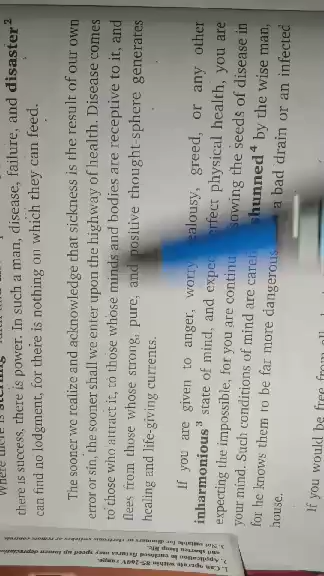 there is success, there is power. In such a man, disease, failure, and disaster 2
can find no lodgment, for there is nothing on which they can feed.
The sooner we realize and acknowledge that sickness is the result of our own
error or sin, the sooner shall we enter upon the highway of health. Disease comes
to those who attract it, to those whose minds and bodies are receptive to it, and
flees from those whose strong, pure, and positive thought-sphere generates
healing and life-giving currents.
If you are given to anger, worry, jealousy, greed, or any other
inharmonious 3 state of mind, and expect perfect physical health, you are
expecting the impossible, for you are continually sowing the seeds of disease in
your mind. Such conditions of mind are carefully shunned 4 by the wise man,
for he knows them to be far more dangerous a bad drain or an infected
house.
If you would be free from all